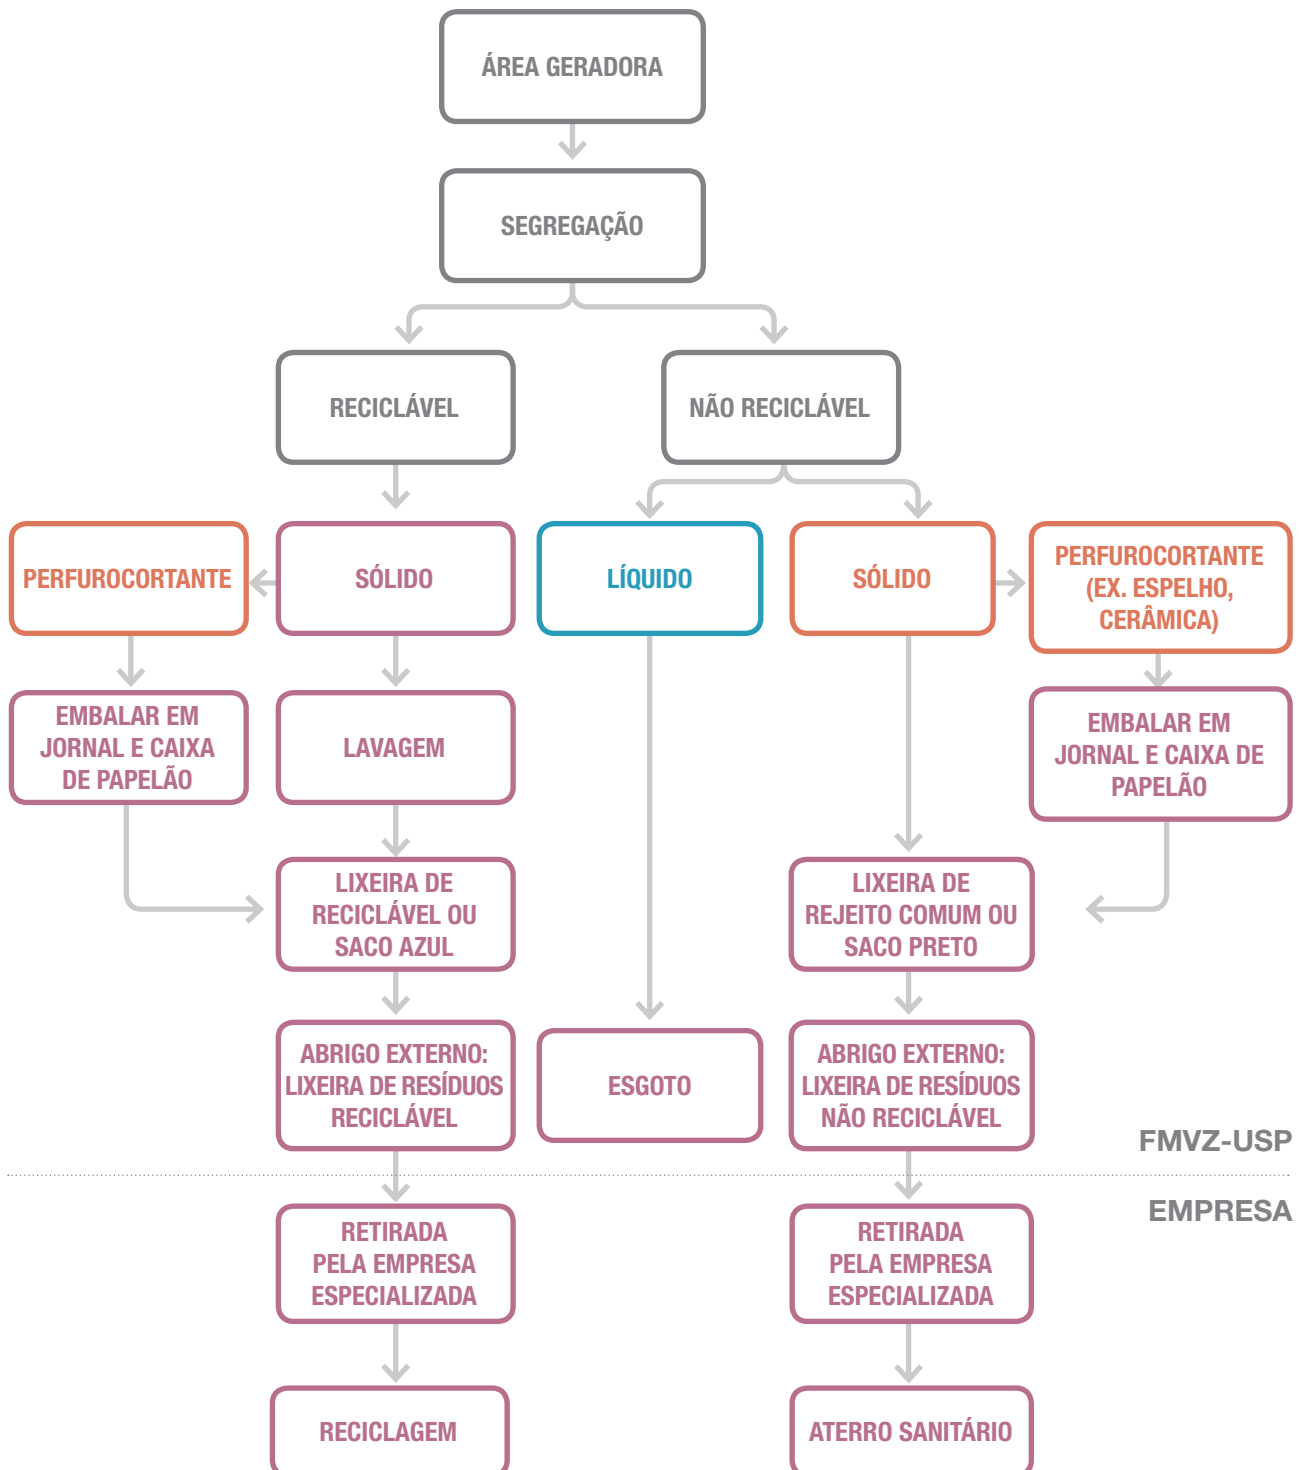 ÁREA GERADORA
SEGREGAÇÃO
RECICLÁVEL
NÃO RECICLÁVEL
PERFUROCORTANTE
SÓLIDO
LÍQUIDO
SÓLIDO
PERFUROCORTANTE
(EX. ESPELHO,
CERÂMICA)
EMBALAR EM
JORNAL E CAIXA
DE PAPELÃO
LAVAGEM
EMBALAR EM
JORNAL E CAIXA DE
PAPELÃO
LIXEIRA DE
RECICLÁVEL OU
SACO AZUL
LIXEIRA DE
REJEITO COMUM OU
SACO PRETO
ABRIGO EXTERNO:
LIXEIRA DE RESÍDUOS
RECICLÁVEL
ESGOTO
ABRIGO EXTERNO:
LIXEIRA DE RESÍDUOS
NÃO RECICLÁVEL
FMVZ-USP
EMPRESA
RETIRADA
PELA EMPRESA
ESPECIALIZADA
RETIRADA
PELA EMPRESA
ESPECIALIZADA
RECICLAGEM
ATERRO SANITÁRIO